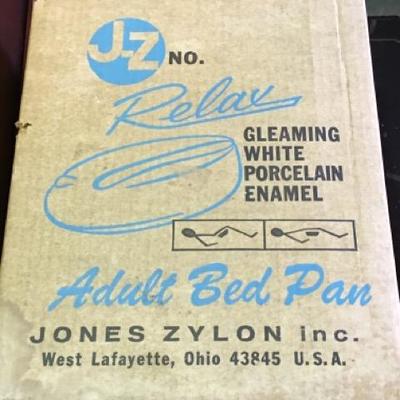 J-Z NO.
Relax
GLEAMING
WHITE
PORCELAIN
ENAMEL
Adult Bed Pan
JONES ZYLON inc.
West Lafayette, Ohio 43845 U.S.A.